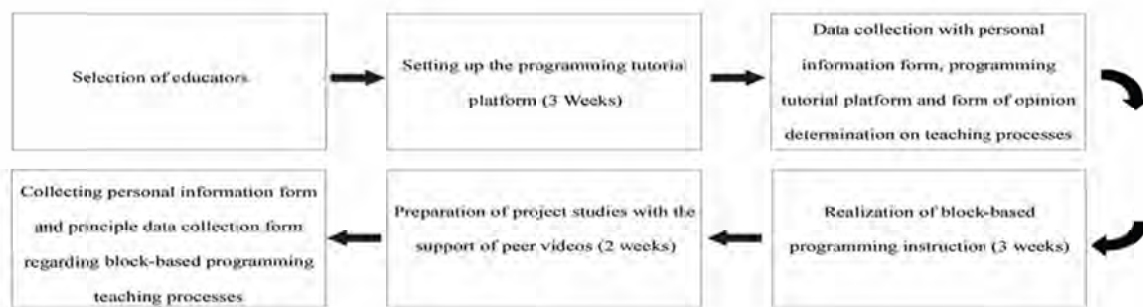 Selection of educators
Setting up the programming tutorial
platform (3 Weeks)
Data collection with personal
information form, programming
tutorial platform and form of opinion
determination on teaching processes
Realization of block-based
programming instruction (3 weeks)
Preparation of project studies with the
support of peer videos (2 weeks)
Collecting personal information form
and principle data collection form
regarding block-based programming
teaching processes